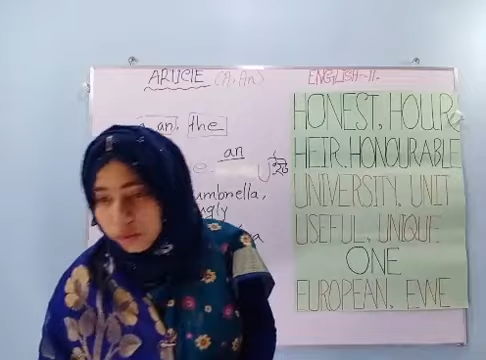 ARTICLE (A, An) ENGLISH-II.
an, the
an
umbrella,
ugly
HONEST, HOUR
HEIR, HONOURABLE
UNIVERSITY, UNIT
USEFUL, UNIQUE
ONE
EUROPEAN, EWE